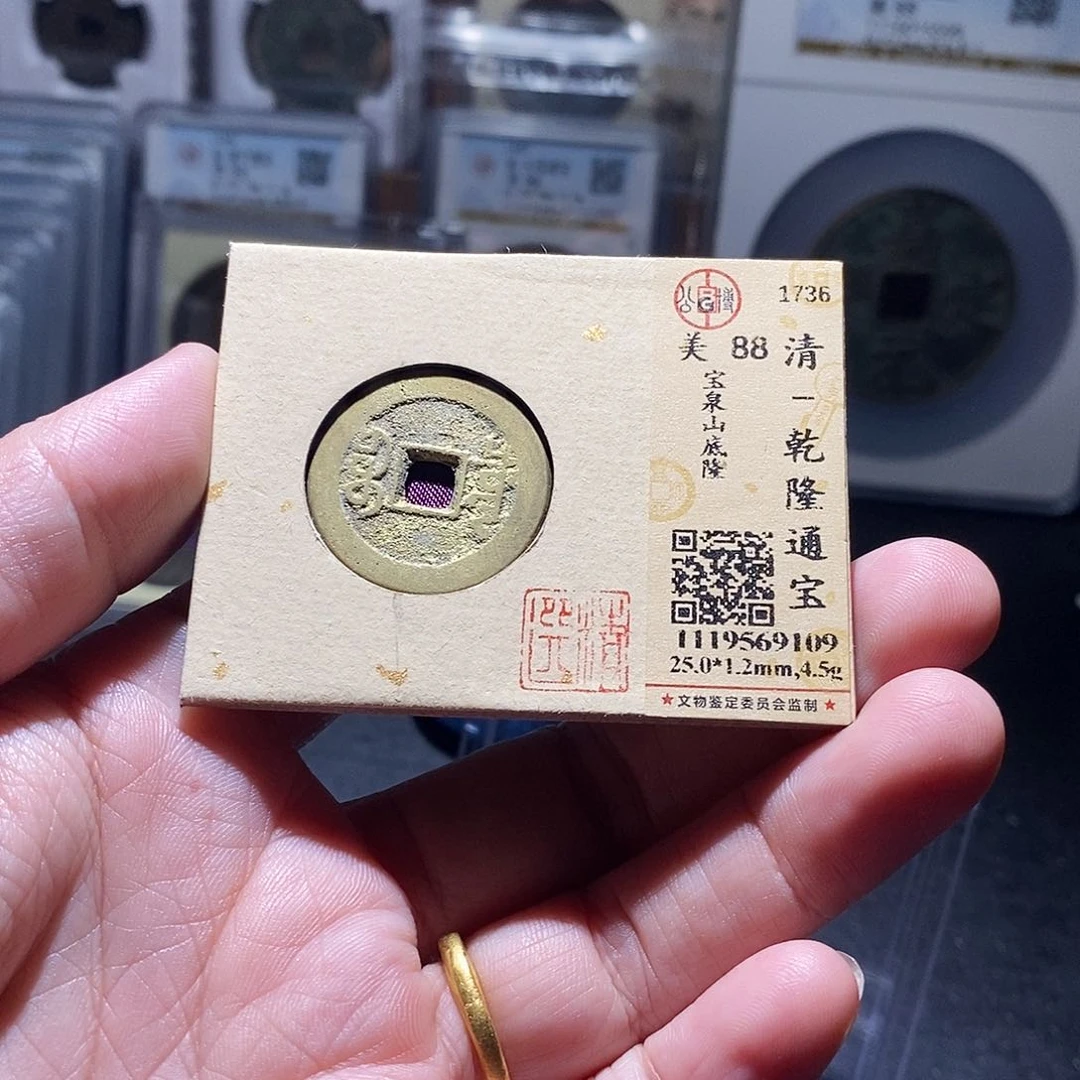 1736
美 88
清一乾隆通宝
宝泉山底隆
1119569109
25.0*1.2mm,4.5g
★文物鉴定委员会监制★